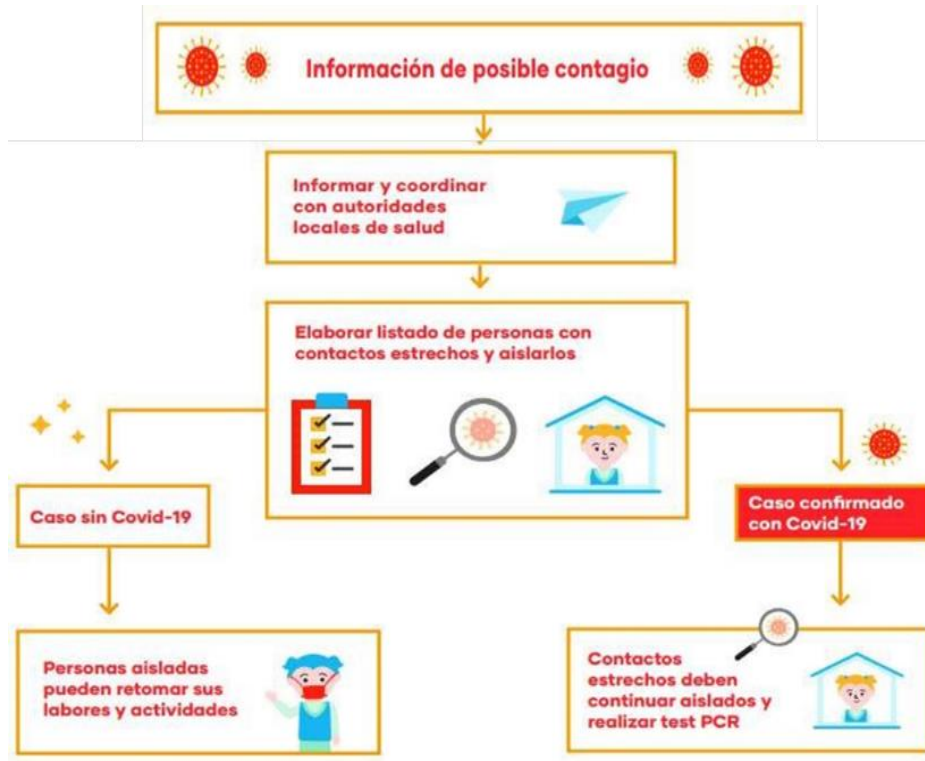 Información de posible contagio
Informar y coordinar
con autoridades
locales de salud
Elaborar listado de personas con
contactos estrechos y aislarlos
Caso sin Covid-19
Caso confirmado
con Covid-19
Personas aisladas
pueden retomar sus
labores y actividades
Contactos
estrechos deben
continuar aislados y
realizar test PCR